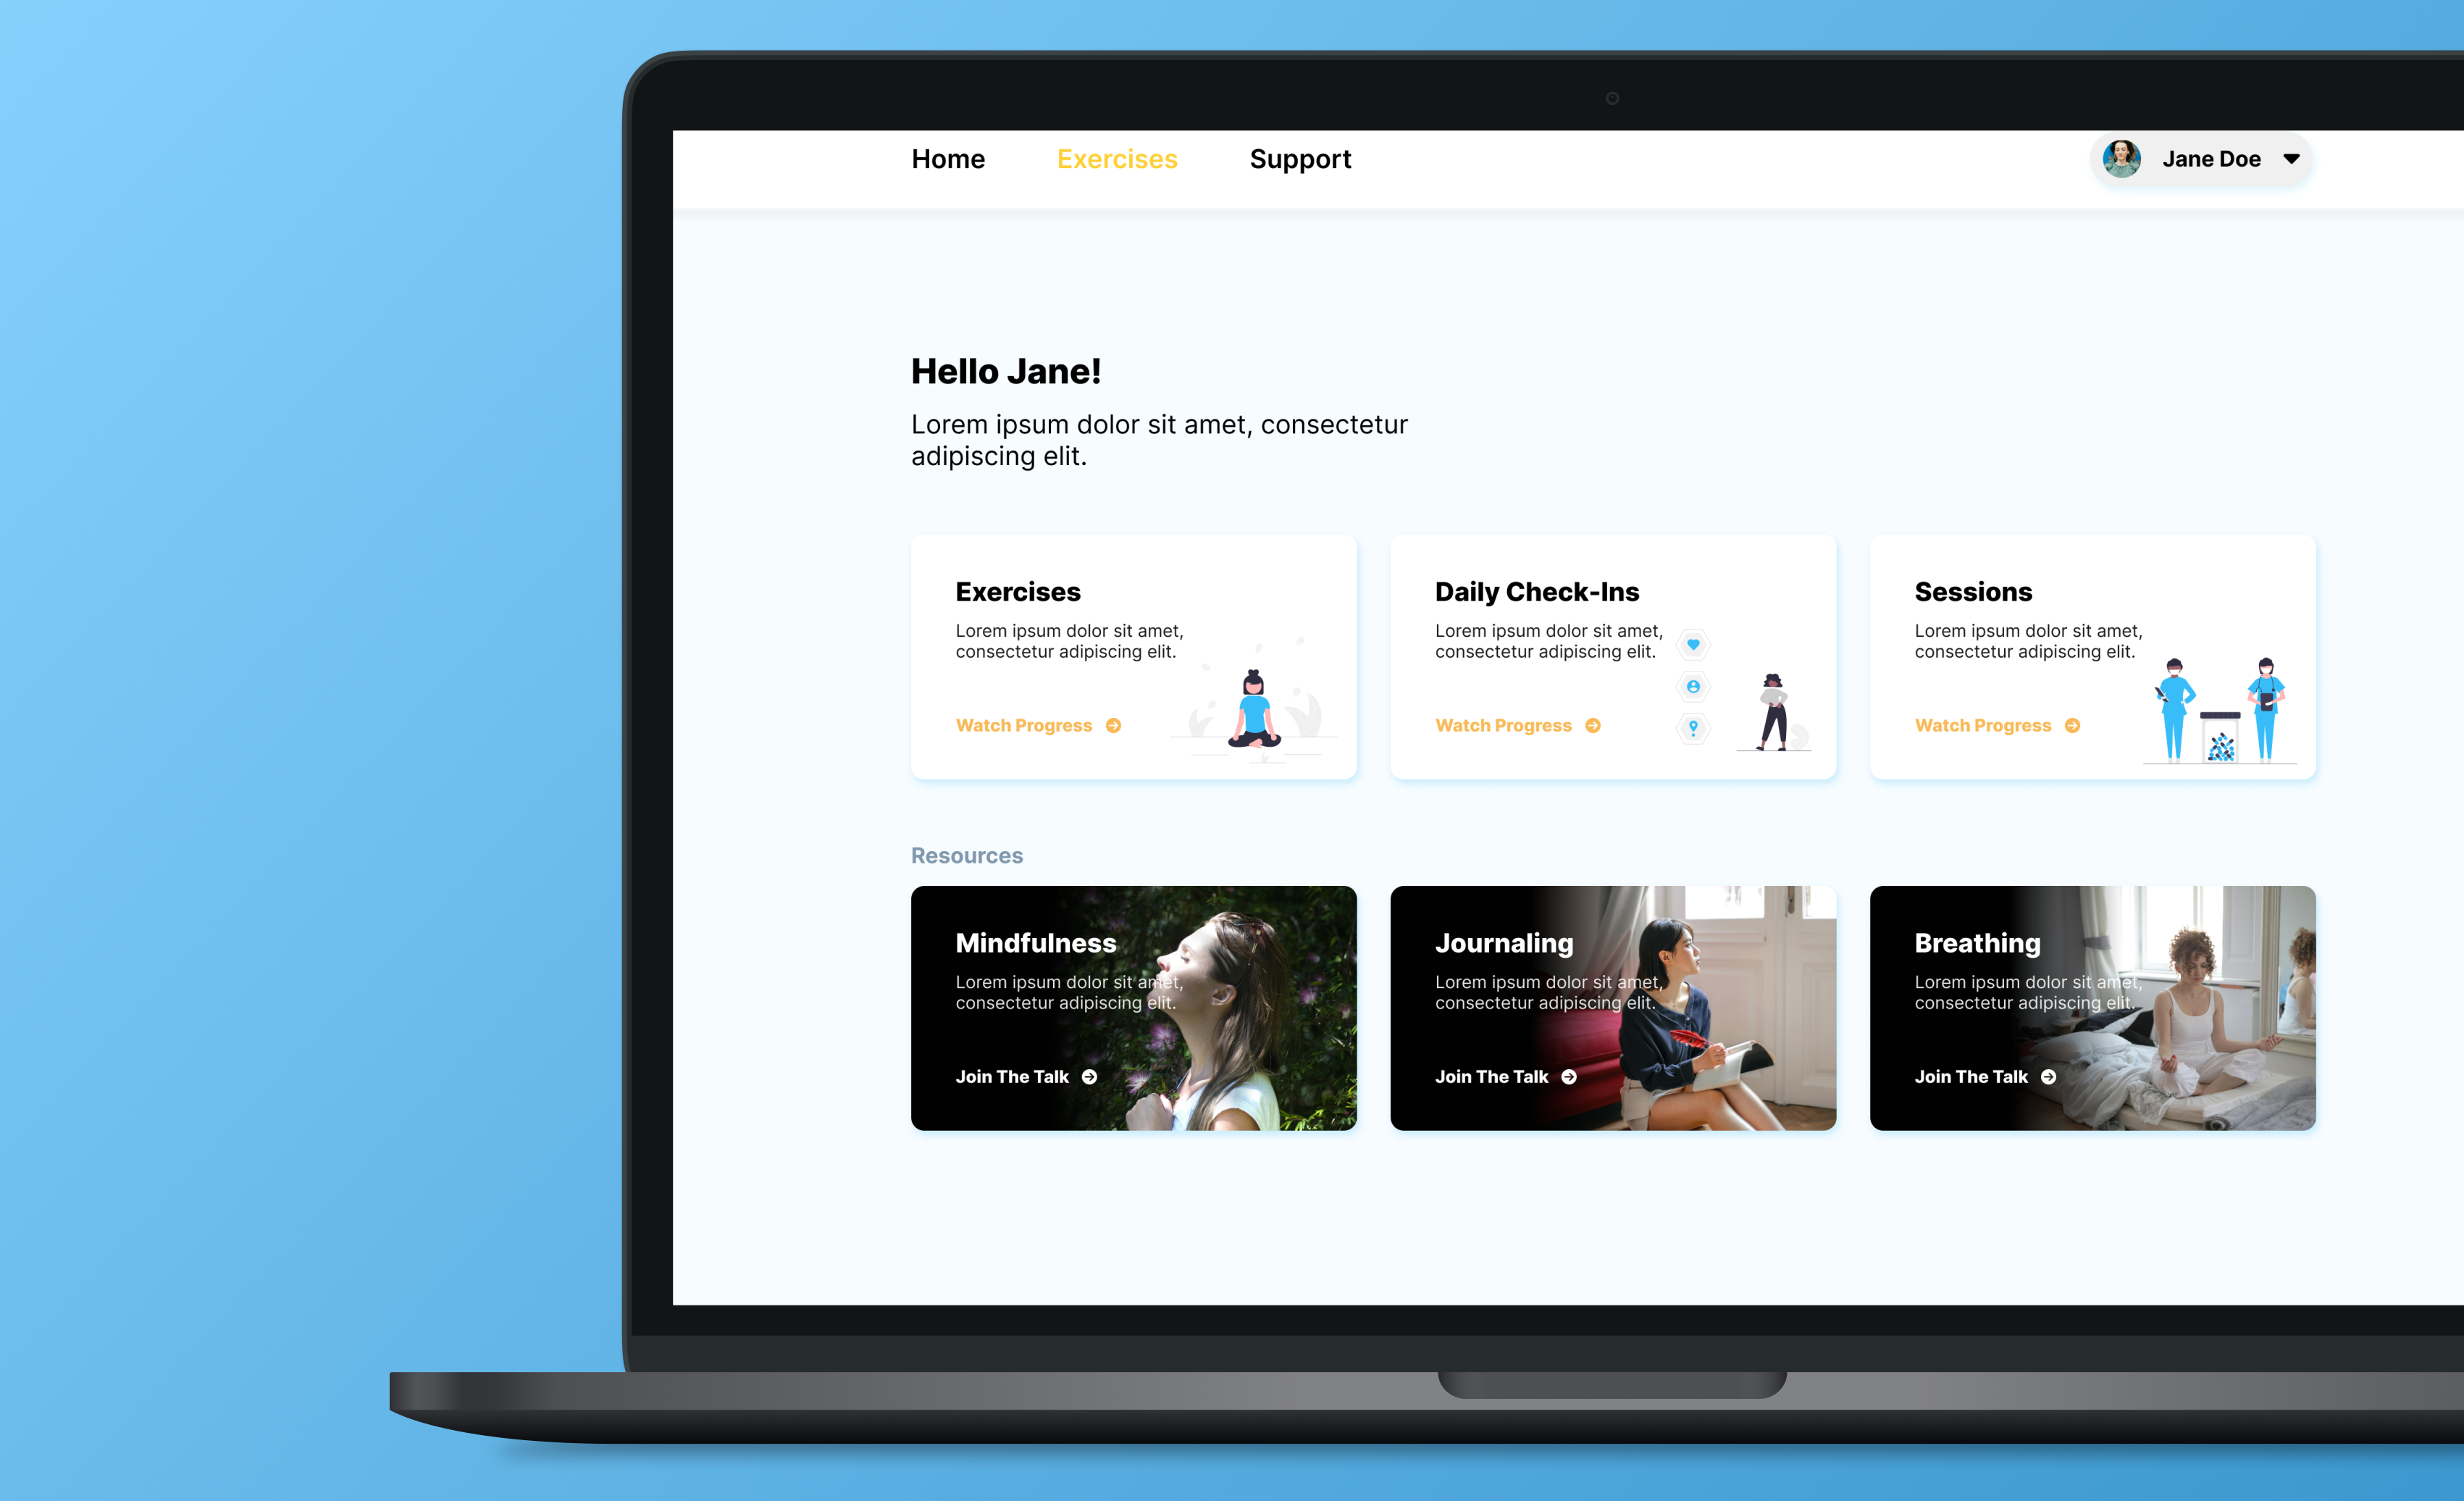 Home Exercises Support Jane Doe
Hello Jane!
Lorem ipsum dolor sit amet, consectetur
adipiscing elit.
Exercises
Lorem ipsum dolor sit amet,
consectetur adipiscing elit.
Watch Progress
Daily Check-Ins
Lorem ipsum dolor sit amet,
consectetur adipiscing elit.
Watch Progress
Sessions
Lorem ipsum dolor sit amet,
consectetur adipiscing elit.
Watch Progress
Resources
Mindfulness
Lorem ipsum dolor sit amet,
consectetur adipiscing elit.
Join The Talk
Journaling
Lorem ipsum dolor sit amet,
consectetur adipiscing elit.
Join The Talk
Breathing
Lorem ipsum dolor sit amet,
consectetur adipiscing elit.
Join The Talk